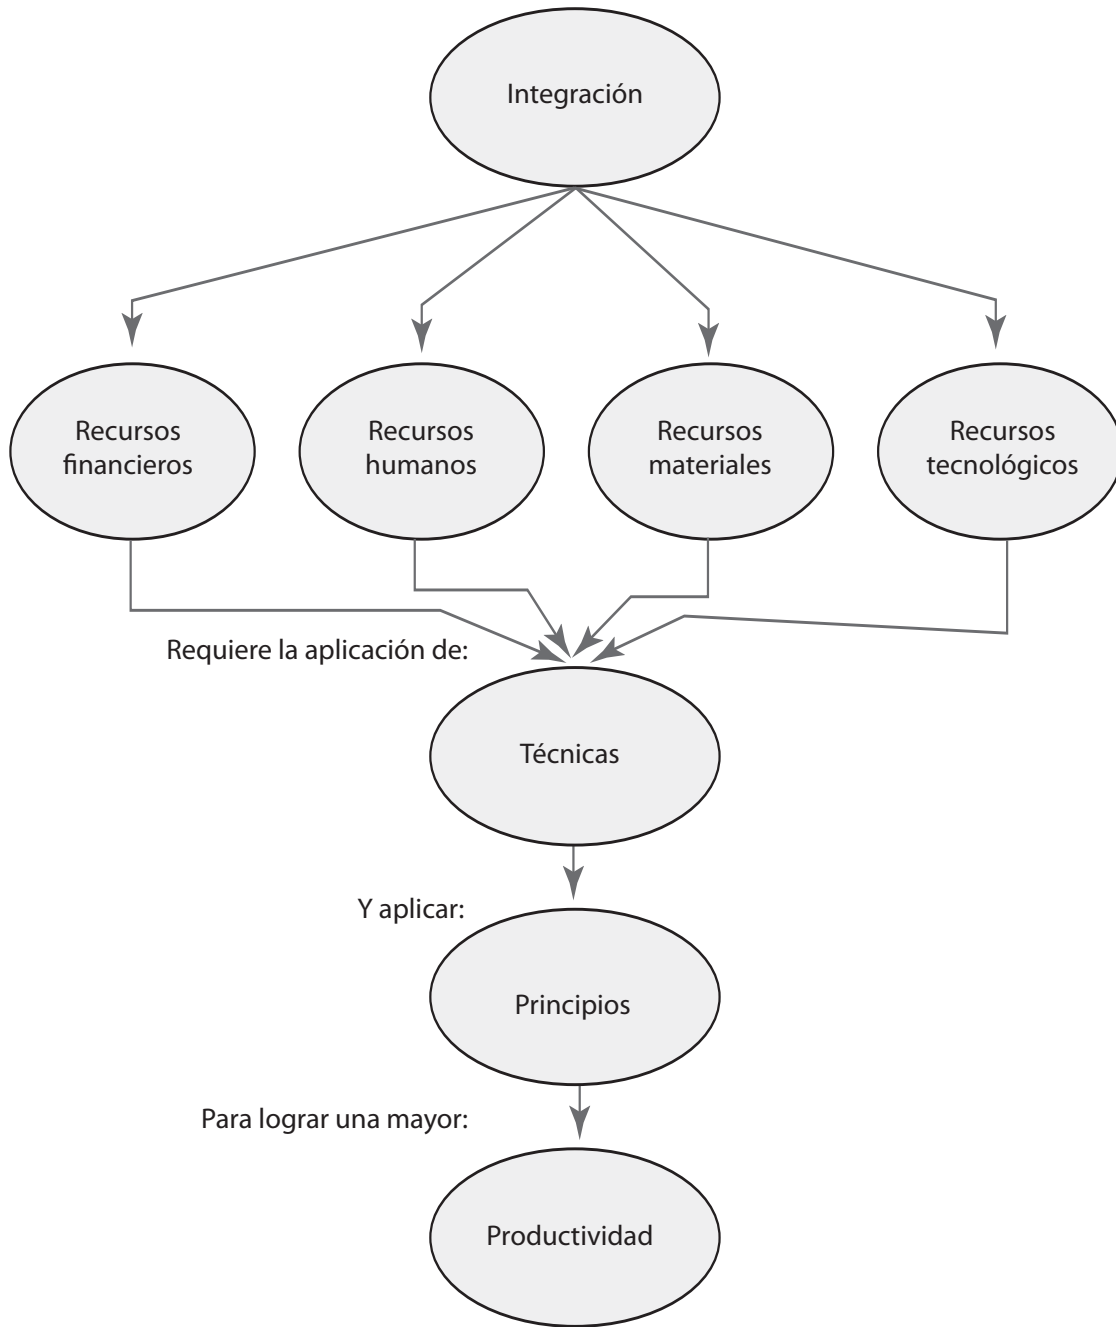 Integración
Recursos
financieros
Recursos
humanos
Recursos
materiales
Recursos
tecnológicos
Requiere la aplicación de:
Técnicas
Y aplicar:
Principios
Para lograr una mayor:
Productividad